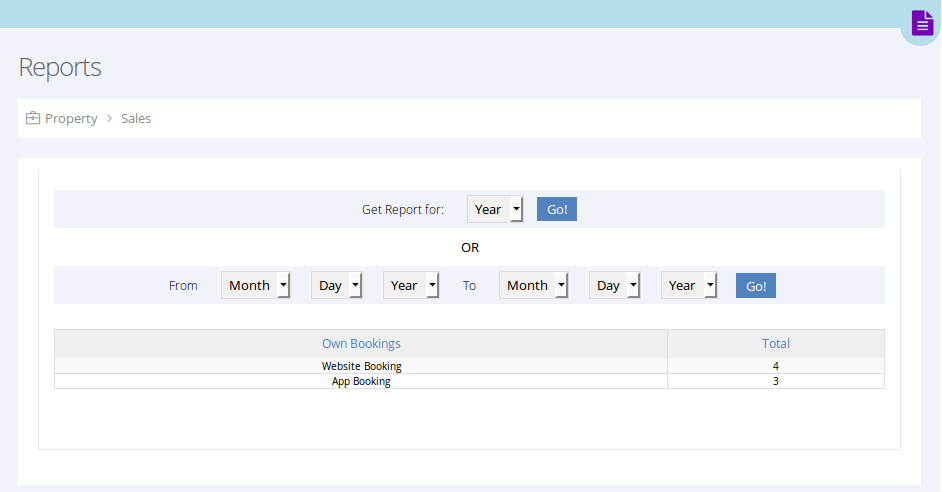 Reports
Property > Sales
Get Report for: Year Go!
OR
From Month Day Year To Month Day Year Go!
Own Bookings Total
Website Booking 4
App Booking 3